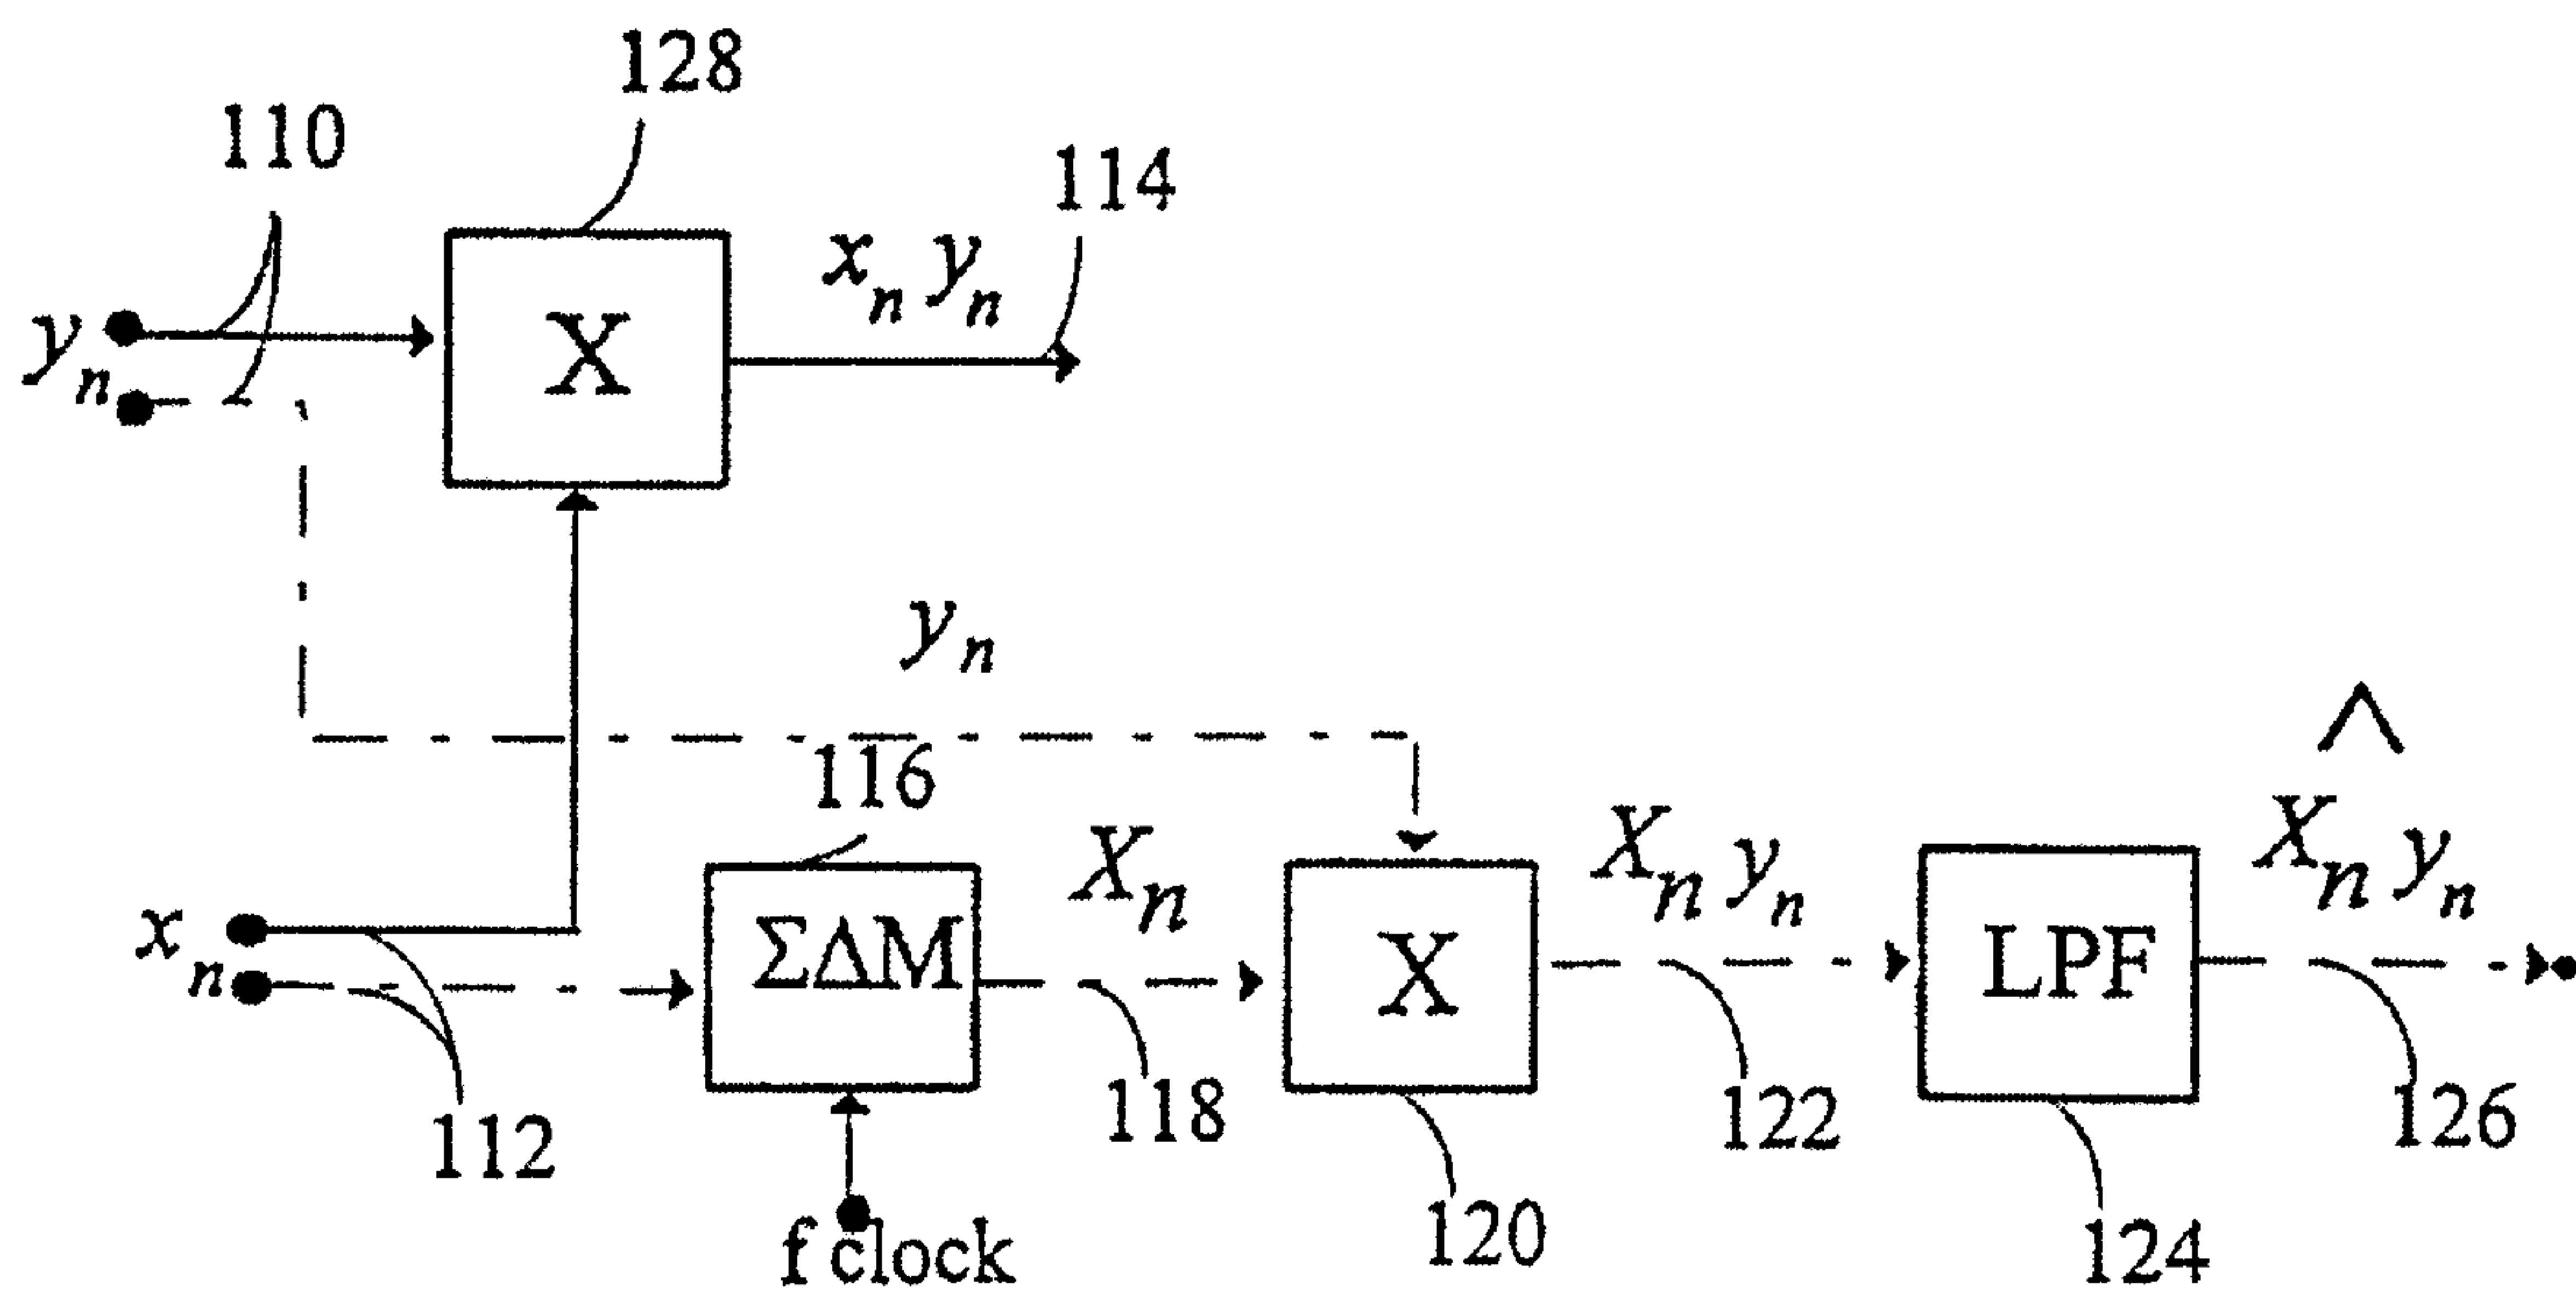 128
110
114
x_n y_n
y_n
X
y_n
116
^
X_n
X_n y_n
X_n y_n
x_n
ΣΔM
X
LPF
112
118
122
126
f clock
120
124